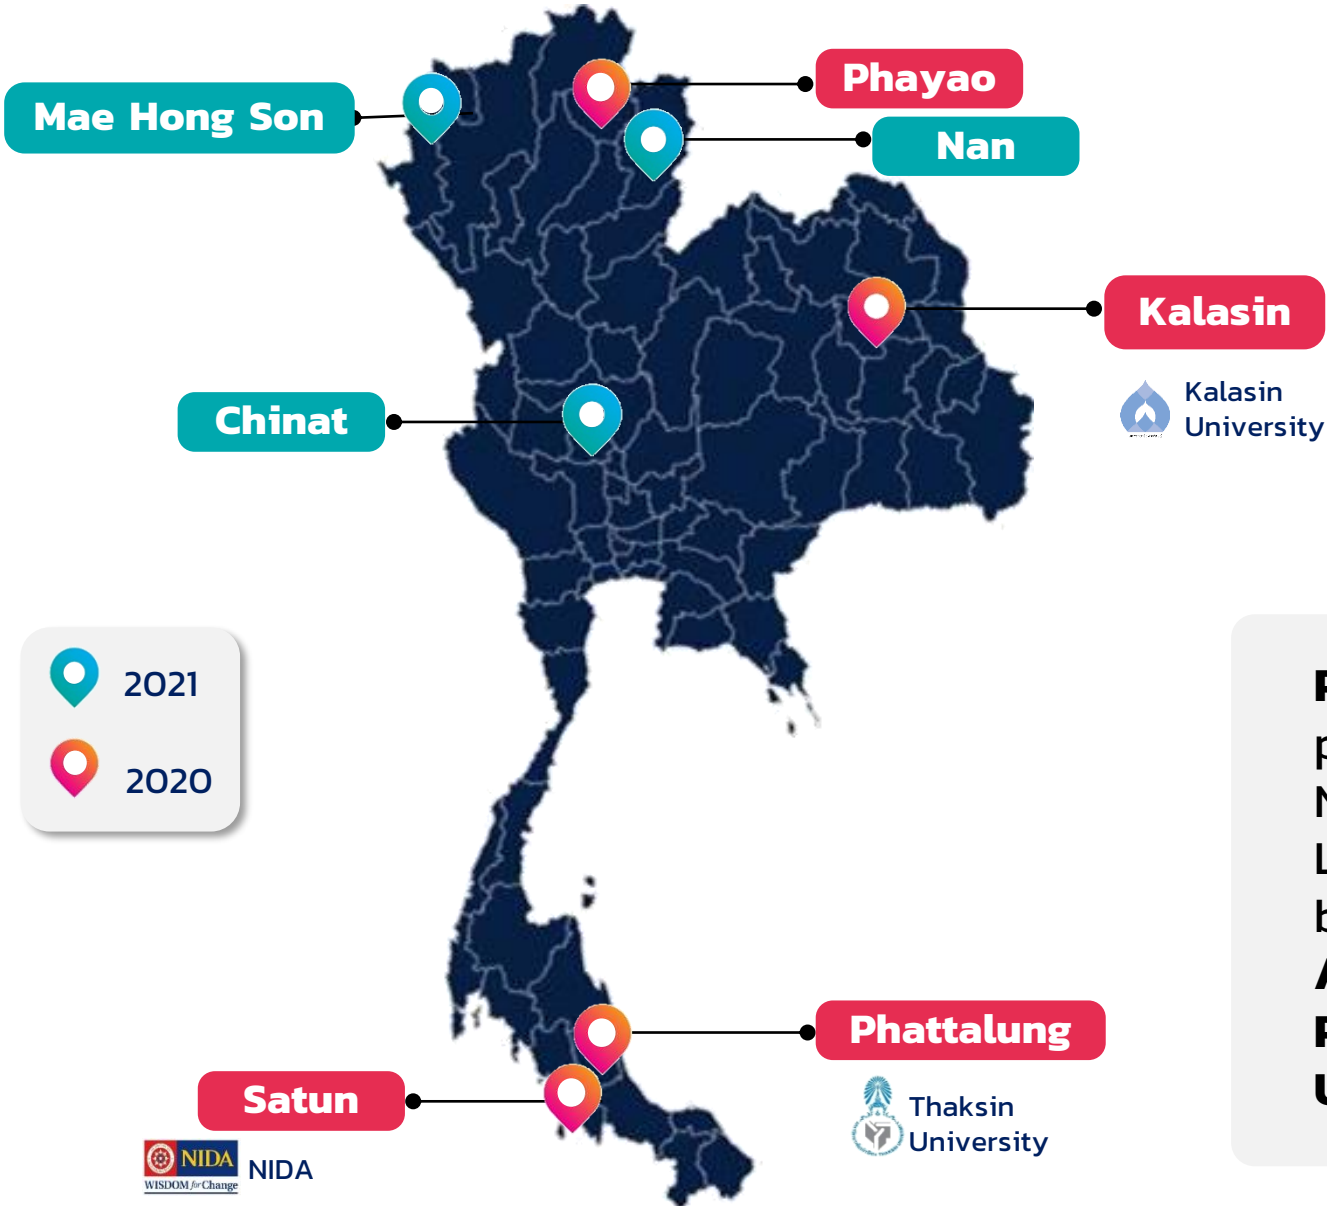 Phayao
Mae Hong Son
Nan
Kalasin
Kalasin
University
Chinat
2021
2020
Phattalung
Thaksin
University
Satun
NIDA
WISDOM for Change
NIDA